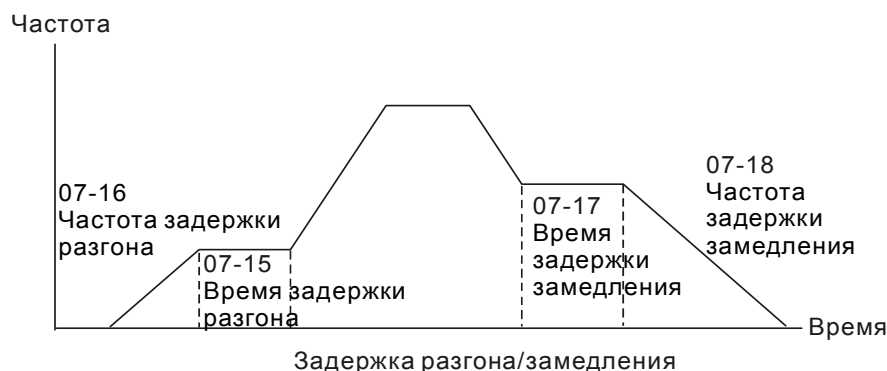 Частота
07-16
Частота задержки
разгона
07-15
Время задержки
разгона
07-17
Время
задержки
замедления
07-18
Частота
задержки
замедления
Время
Задержка разгона/замедления